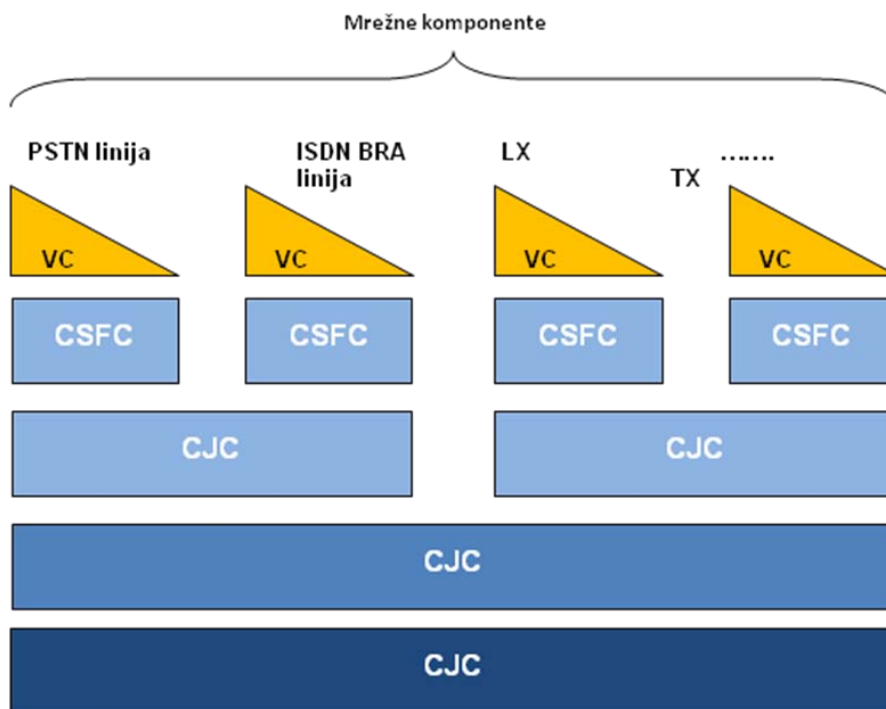 Mrežne komponente
PSTN linija
ISDN BRA
linija
LX
TX
.......
VC
VC
VC
VC
CSFC
CSFC
CSFC
CSFC
CJC
CJC
CJC
CJC